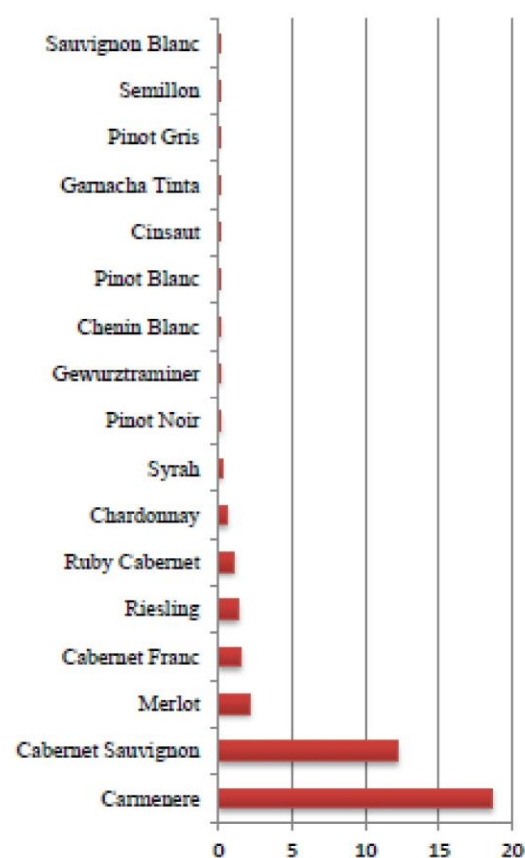 Sauvignon Blanc
Semillon
Pinot Gris
Garnacha Tinta
Cinsaut
Pinot Blanc
Chenin Blanc
Gewurztraminer
Pinot Noir
Syrah
Chardonnay
Ruby Cabernet
Riesling
Cabernet Franc
Merlot
Cabernet Sauvignon
Carmenere
0 5 10 15 20